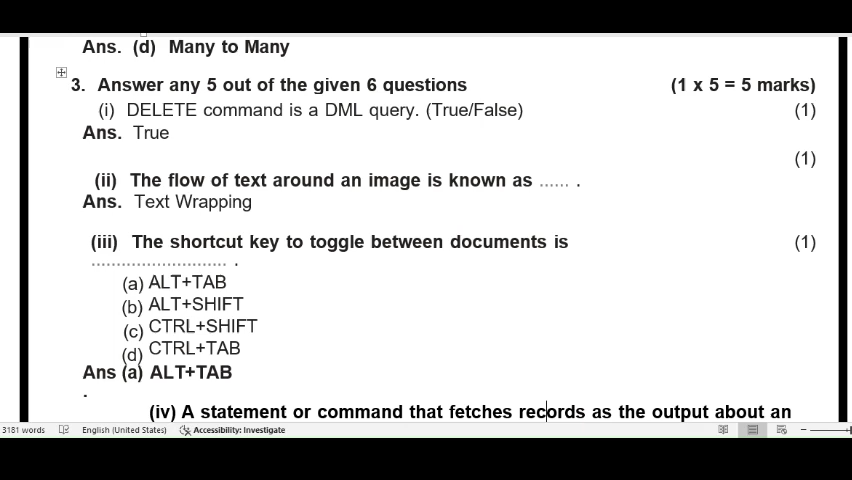 Ans. (d) Many to Many
3. Answer any 5 out of the given 6 questions (1 x 5 = 5 marks)
(i) DELETE command is a DML query. (True/False) (1)
Ans. True
(1)
(ii) The flow of text around an image is known as ...... .
Ans. Text Wrapping
(iii) The shortcut key to toggle between documents is (1)
........................... .
(a) ALT+TAB
(b) ALT+SHIFT
(c) CTRL+SHIFT
(d) CTRL+TAB
Ans (a) ALT+TAB
.
(iv) A statement or command that fetches records as the output about an
3181 words English (United States) Accessibility: Investigate